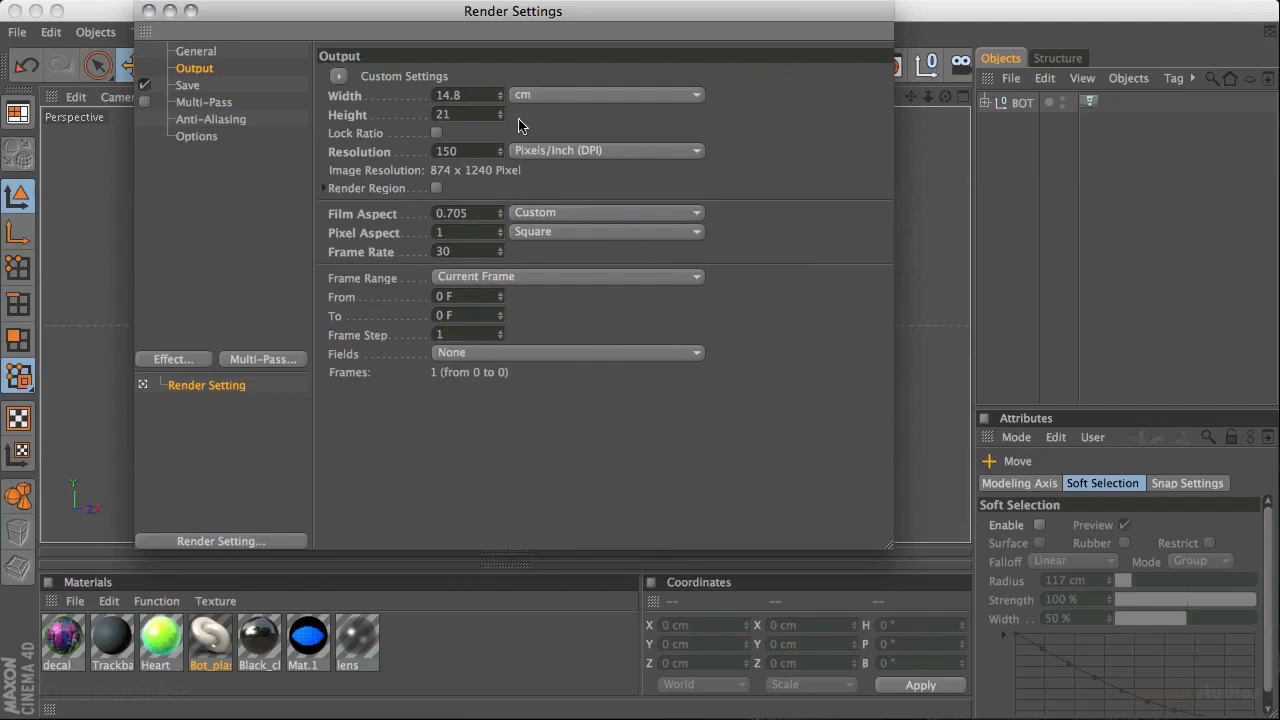 Render Settings
File Edit Objects
General
Output
Save
Multi-Pass
Anti-Aliasing
Options
Effect... Multi-Pass...
Render Setting
Render Setting...
Output
Custom Settings
Width 14.8 cm
Height 21
Lock Ratio
Resolution 150 Pixels/Inch (DPI)
Image Resolution: 874 x 1240 Pixel
Render Region
Film Aspect 0.705 Custom
Pixel Aspect 1 Square
Frame Rate 30
Frame Range Current Frame
From 0 F
To 0 F
Frame Step 1
Fields None
Frames: 1 (from 0 to 0)
Edit
Perspective
Y
ZX
Objects Structure
File Edit View Objects Tag
BOT
Attributes
Mode Edit User
Move
Modeling Axis Soft Selection Snap Settings
Soft Selection
Enable Preview
Surface Rubber Restrict
Falloff Linear Mode Group
Radius 117 cm
Strength 100 %
Width 50 %
Materials
File Edit Function Texture
decal Trackba Heart Bot_plas Black_cl Mat.1 lens
Coordinates
-- -- --
X 0 cm X 0 cm H 0 °
Y 0 cm Y 0 cm P 0 °
Z 0 cm Z 0 cm B 0 °
World Scale Apply
MAXON
CINEMA 4D